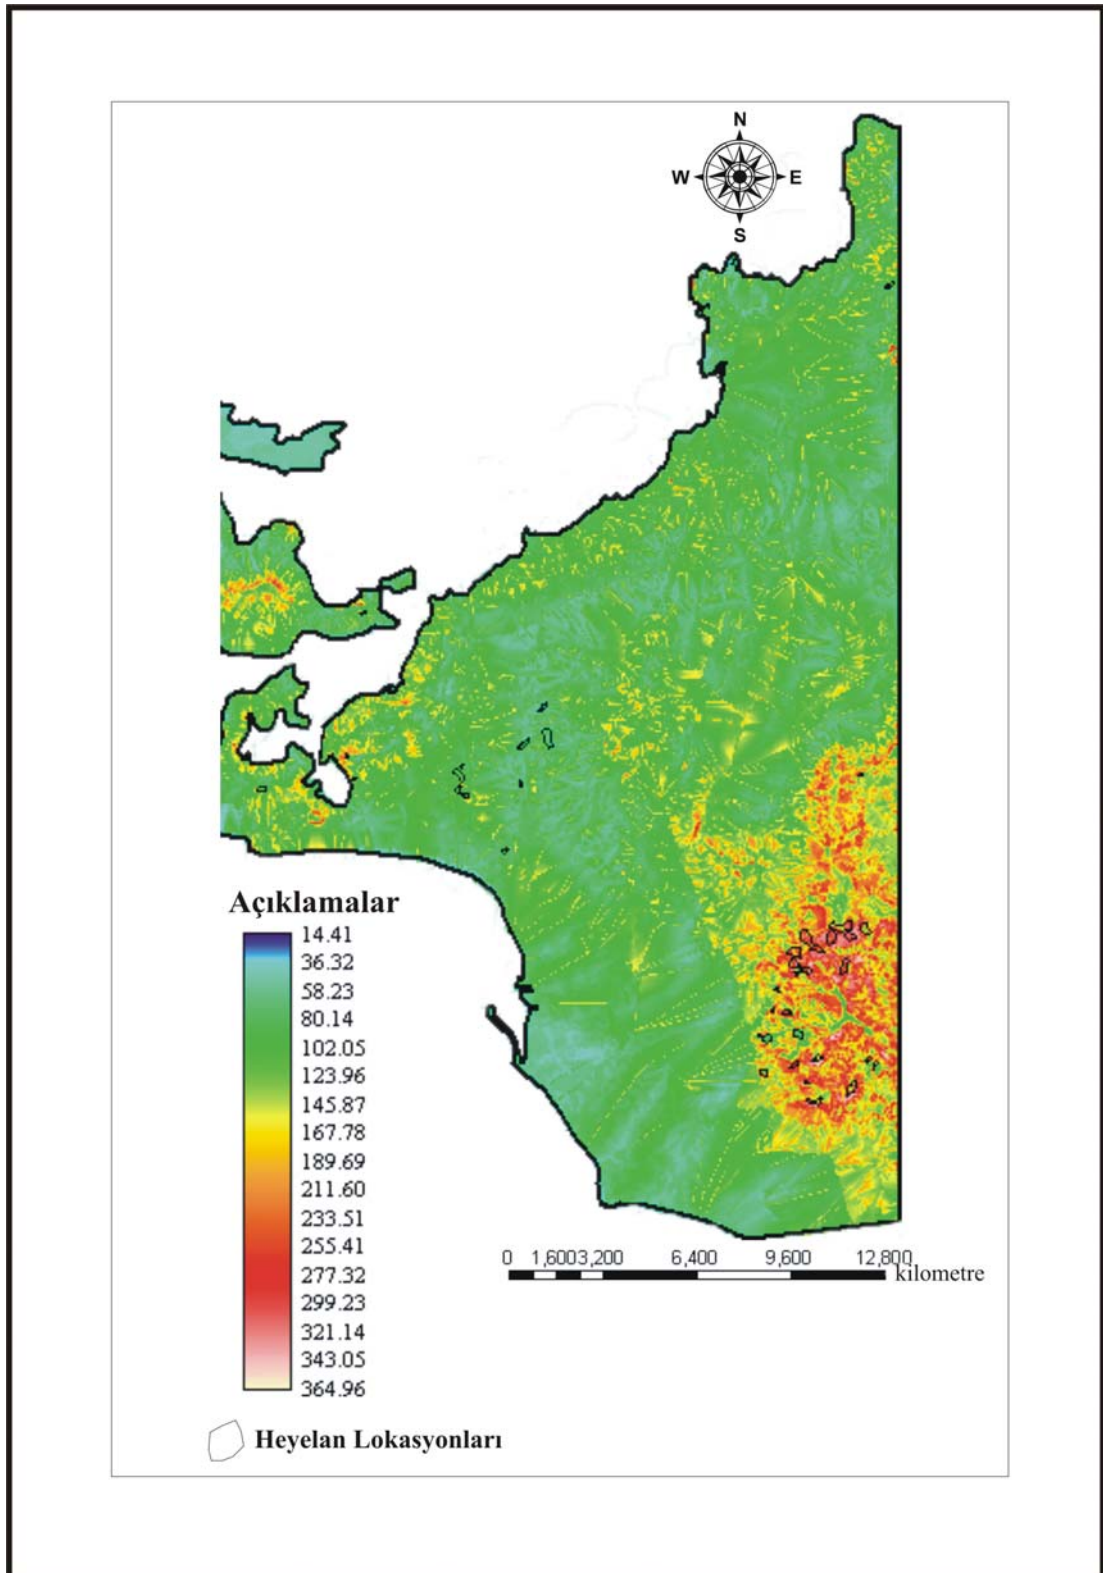 N
W E
S
Açıklamalar
14.41
36.32
58.23
80.14
102.05
123.96
145.87
167.78
189.69
211.60
233.51
255.41
277.32
299.23
321.14
343.05
364.96
0 1,6003,200 6,400 9,600 12,800
kilometre
Heyelan Lokasyonları